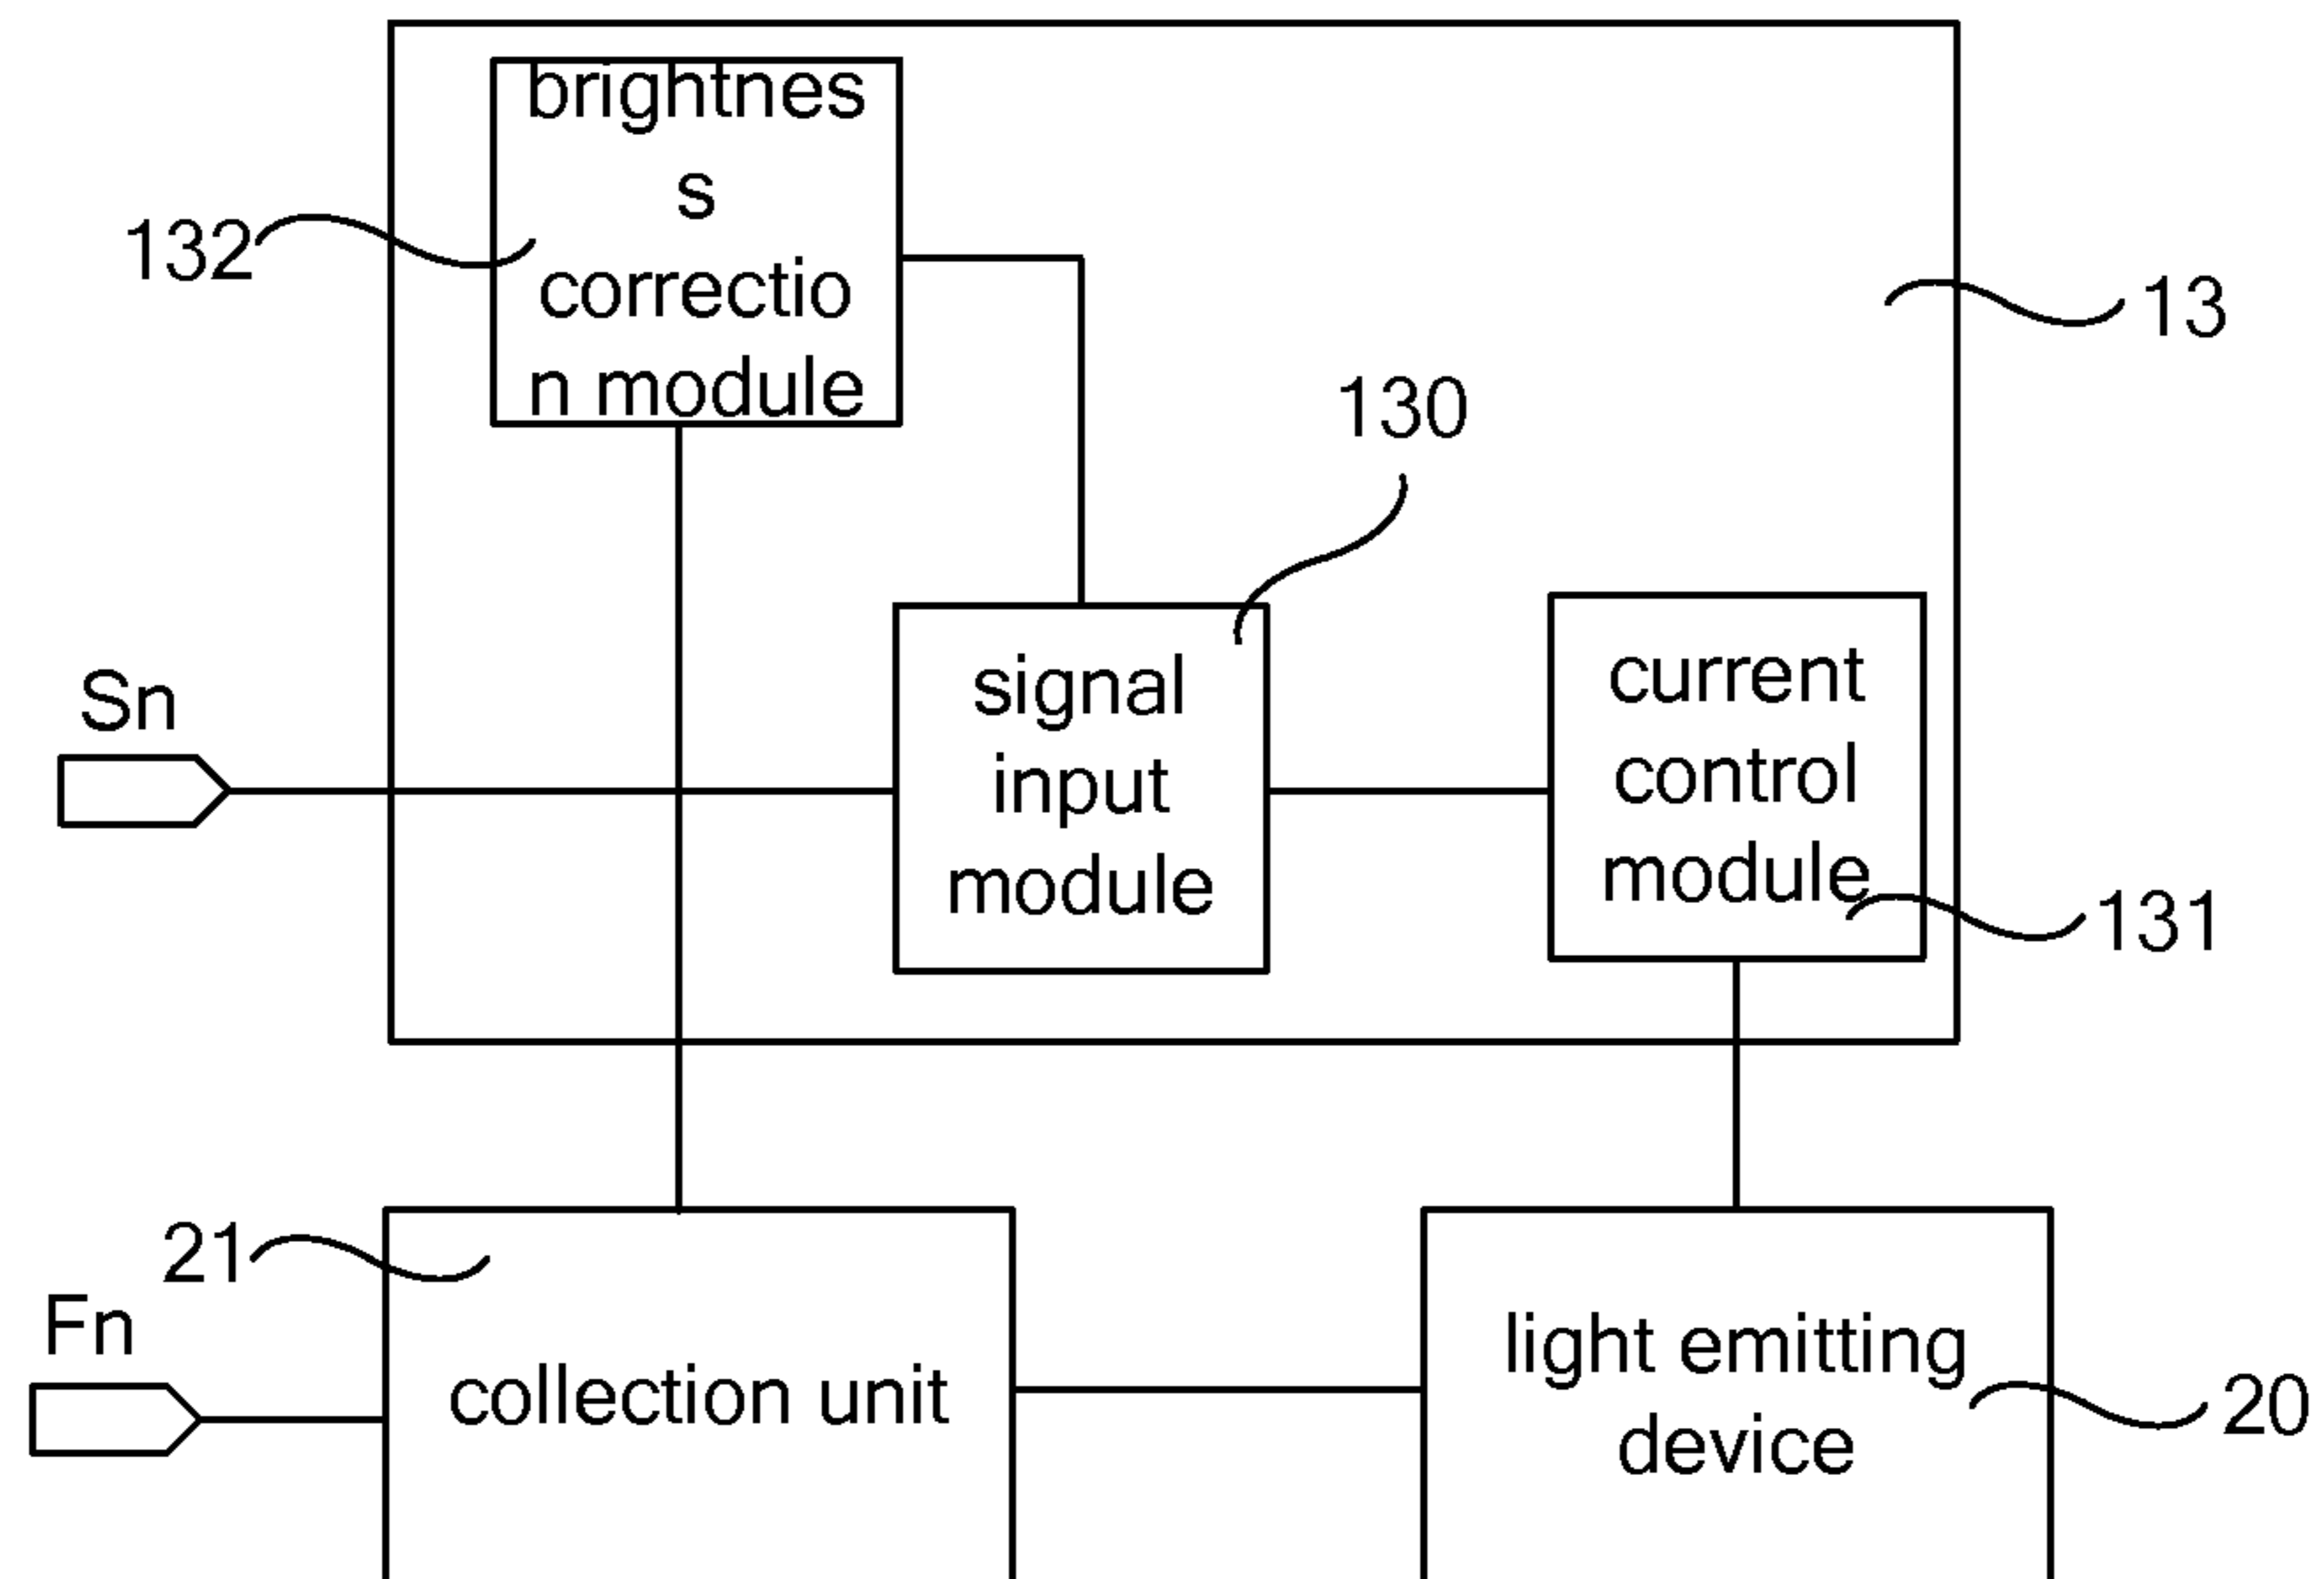 brightnes
s
correctio
n module
132
13
130
Sn
signal
input
module
current
control
module
131
21
Fn
collection unit
light emitting
device
20